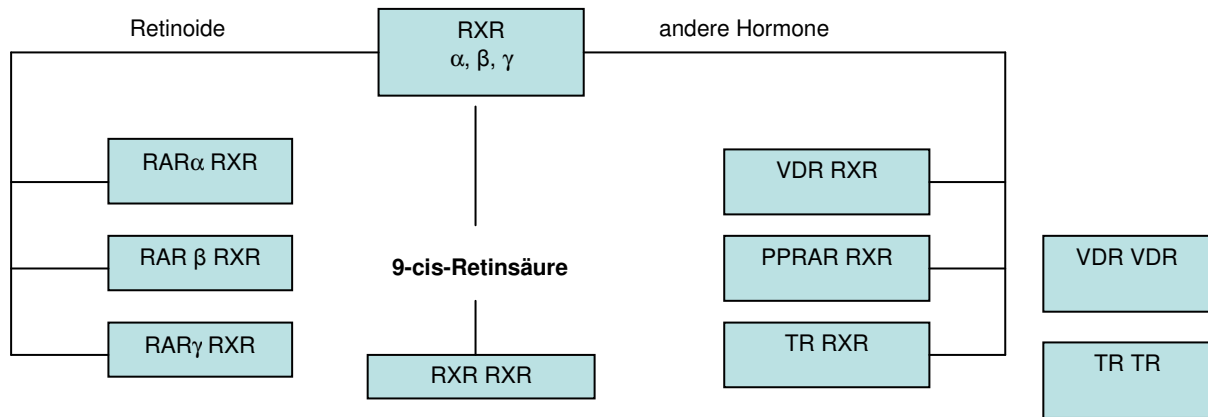 Retinoide
RXR
α, β, γ
andere Hormone
RARα RXR
RAR β RXR
RARγ RXR
9-cis-Retinsäure
RXR RXR
VDR RXR
PPRAR RXR
TR RXR
VDR VDR
TR TR